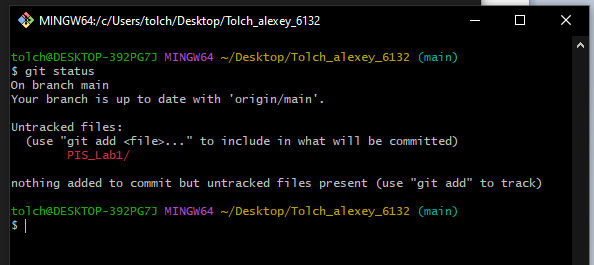 MINGW64:/c/Users/tolch/Desktop/Tolch_alexey_6132
tolch@DESKTOP-392PG7J MINGW64 ~/Desktop/Tolch_alexey_6132 (main)
$ git status
On branch main
Your branch is up to date with 'origin/main'.
Untracked files:
(use "git add <file>..." to include in what will be committed)
PIS_Lab1/
nothing added to commit but untracked files present (use "git add" to track)
tolch@DESKTOP-392PG7J MINGW64 ~/Desktop/Tolch_alexey_6132 (main)
$